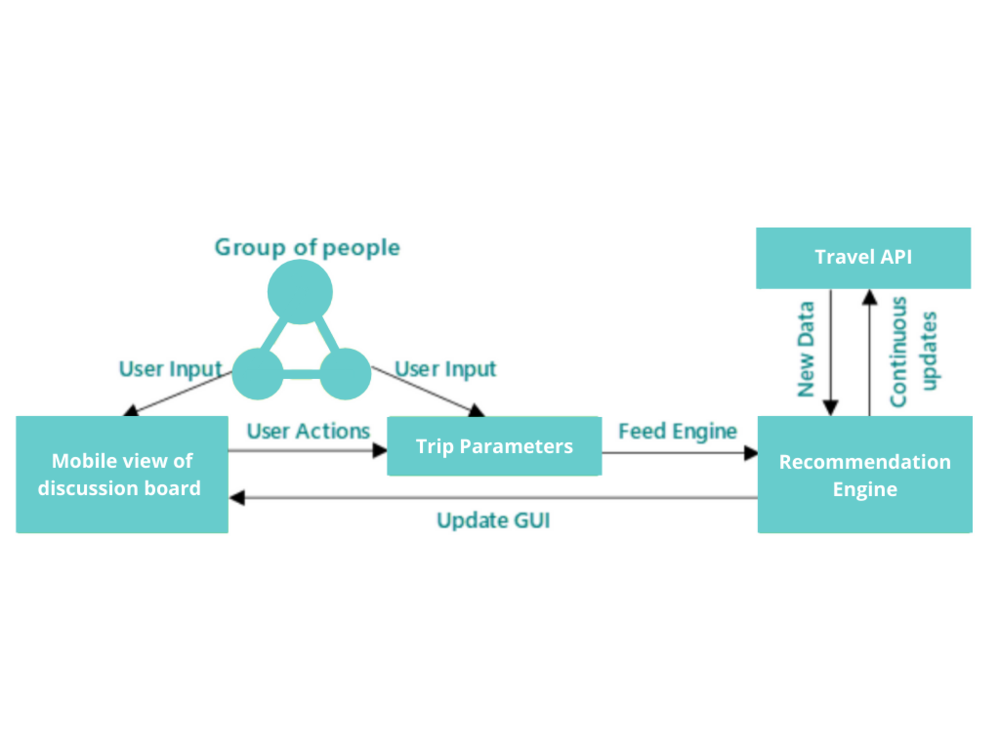 Group of people
Travel API
New Data
Continuous
updates
User Input
User Input
Mobile view of
discussion board
User Actions
Trip Parameters
Feed Engine
Recommendation
Engine
Update GUI